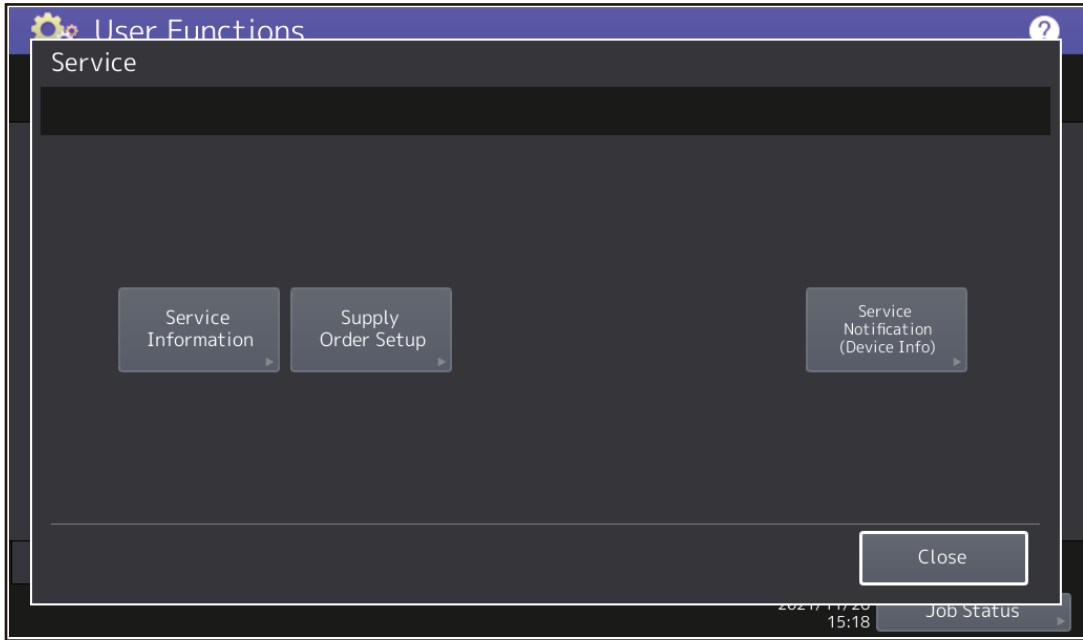 User Functions
?
Service
Service
Information
Supply
Order Setup
Service
Notification
(Device Info)
Close
15:18
Job Status